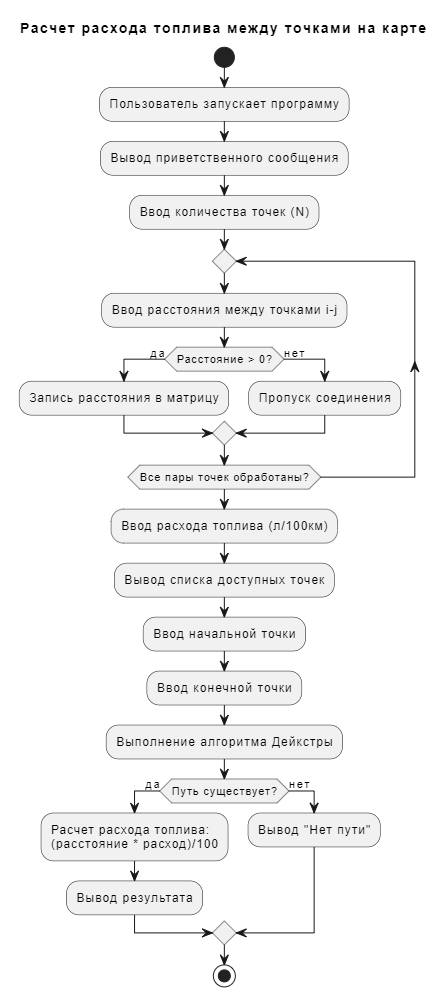 Расчет расхода топлива между точками на карте
Пользователь запускает программу
Вывод приветственного сообщения
Ввод количества точек (N)
Ввод расстояния между точками i-j
да
Расстояние > 0?
нет
Запись расстояния в матрицу
Пропуск соединения
Все пары точек обработаны?
Ввод расхода топлива (л/100км)
Вывод списка доступных точек
Ввод начальной точки
Ввод конечной точки
Выполнение алгоритма Дейкстры
да
Путь существует?
нет
Расчет расхода топлива:
(расстояние * расход)/100
Вывод "Нет пути"
Вывод результата